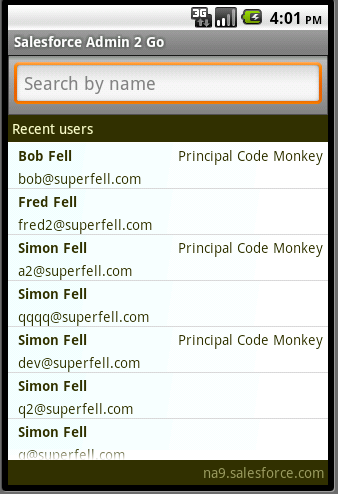 3G 4:01 PM
Salesforce Admin 2 Go
Search by name
Recent users
Bob Fell Principal Code Monkey
bob@superfell.com
Fred Fell
fred2@superfell.com
Simon Fell Principal Code Monkey
a2@superfell.com
Simon Fell
qqqq@superfell.com
Simon Fell Principal Code Monkey
dev@superfell.com
Simon Fell
q2@superfell.com
Simon Fell
q@superfell.com
na9.salesforce.com